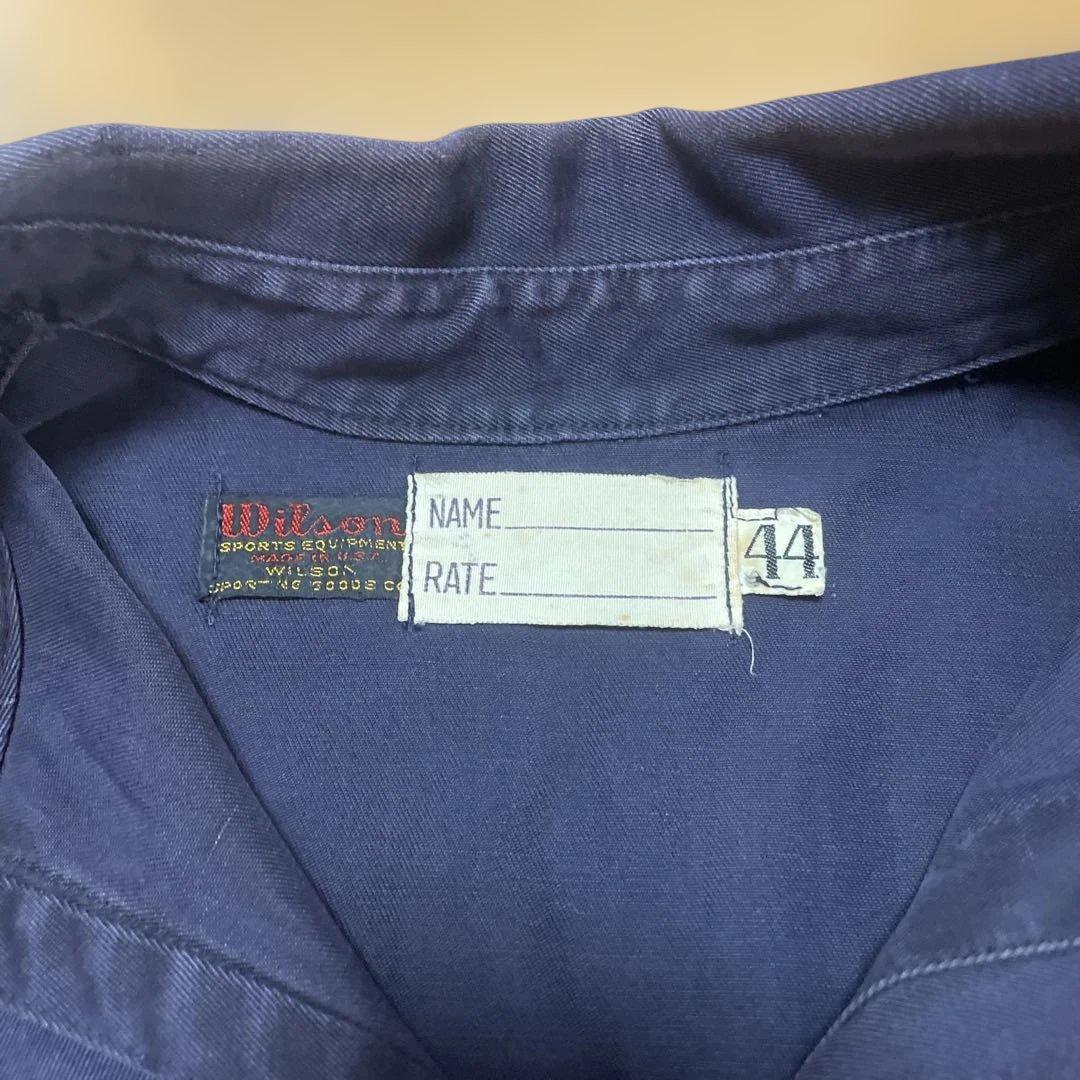 Wilson
SPORTS EQUIPMENT
MADE IN U.S.A.
WILSON
SPORTING GOODS CO
NAME
RATE
44